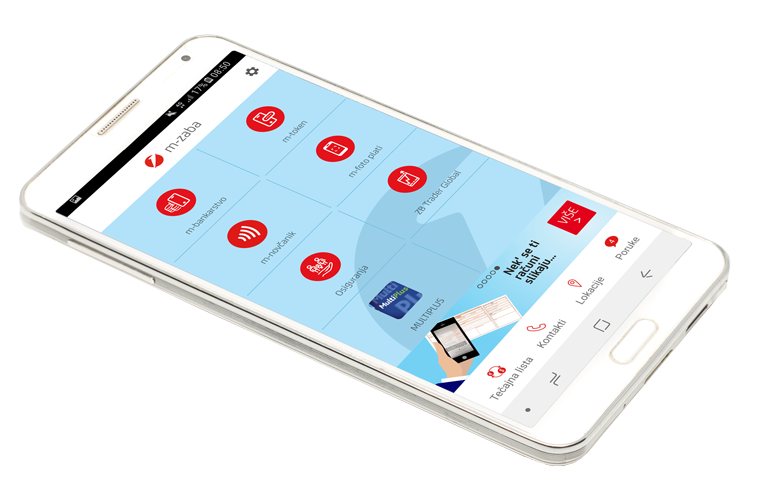 17% 08:50
m-zaba
m-bankarstvo
m-token
m-novčanik
m-foto plati
Osiguranja
ZB Trader Global
Multi
MultiPlus
MULTIPLUS
Nek' se ti
računi
slikaju...
VIŠE
>
Tečajna lista
Kontakti
Lokacije
4
Poruke